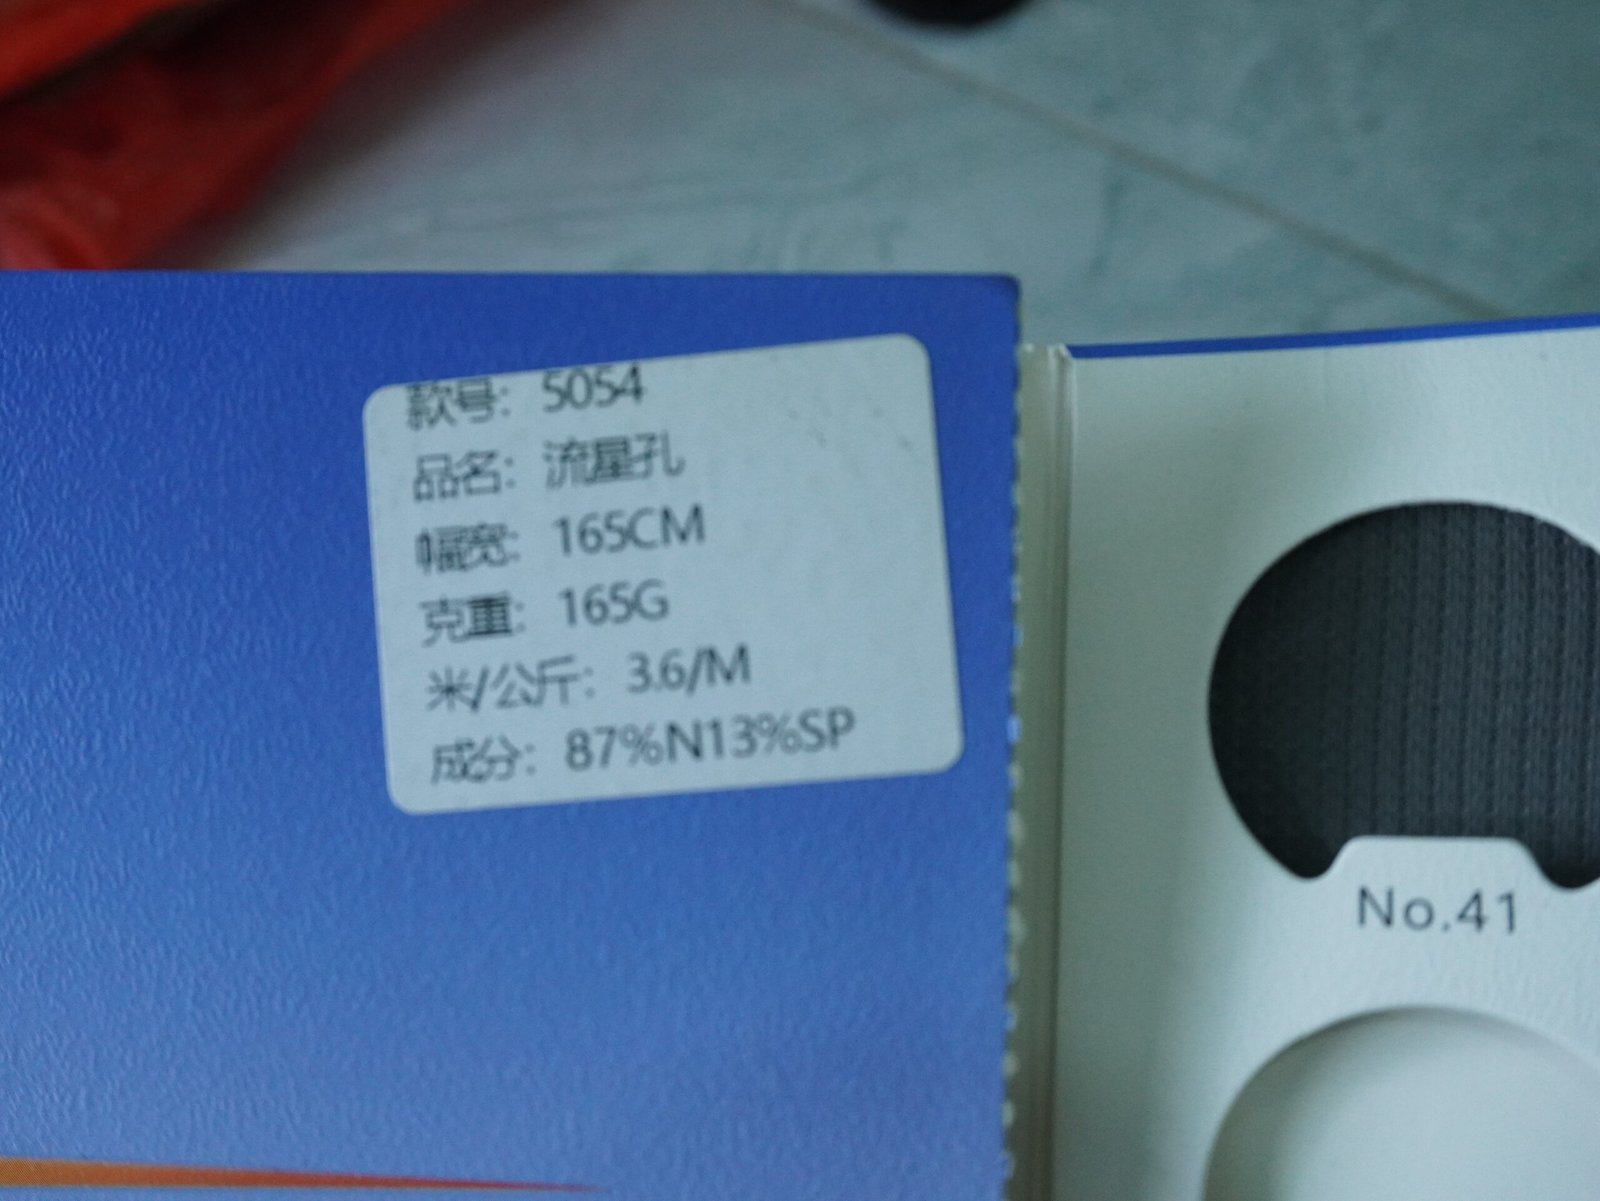 款号: 5054
品名: 流星孔
幅宽: 165CM
克重: 165G
米/公斤: 3.6/M
成分: 87%N13%SP
No.41